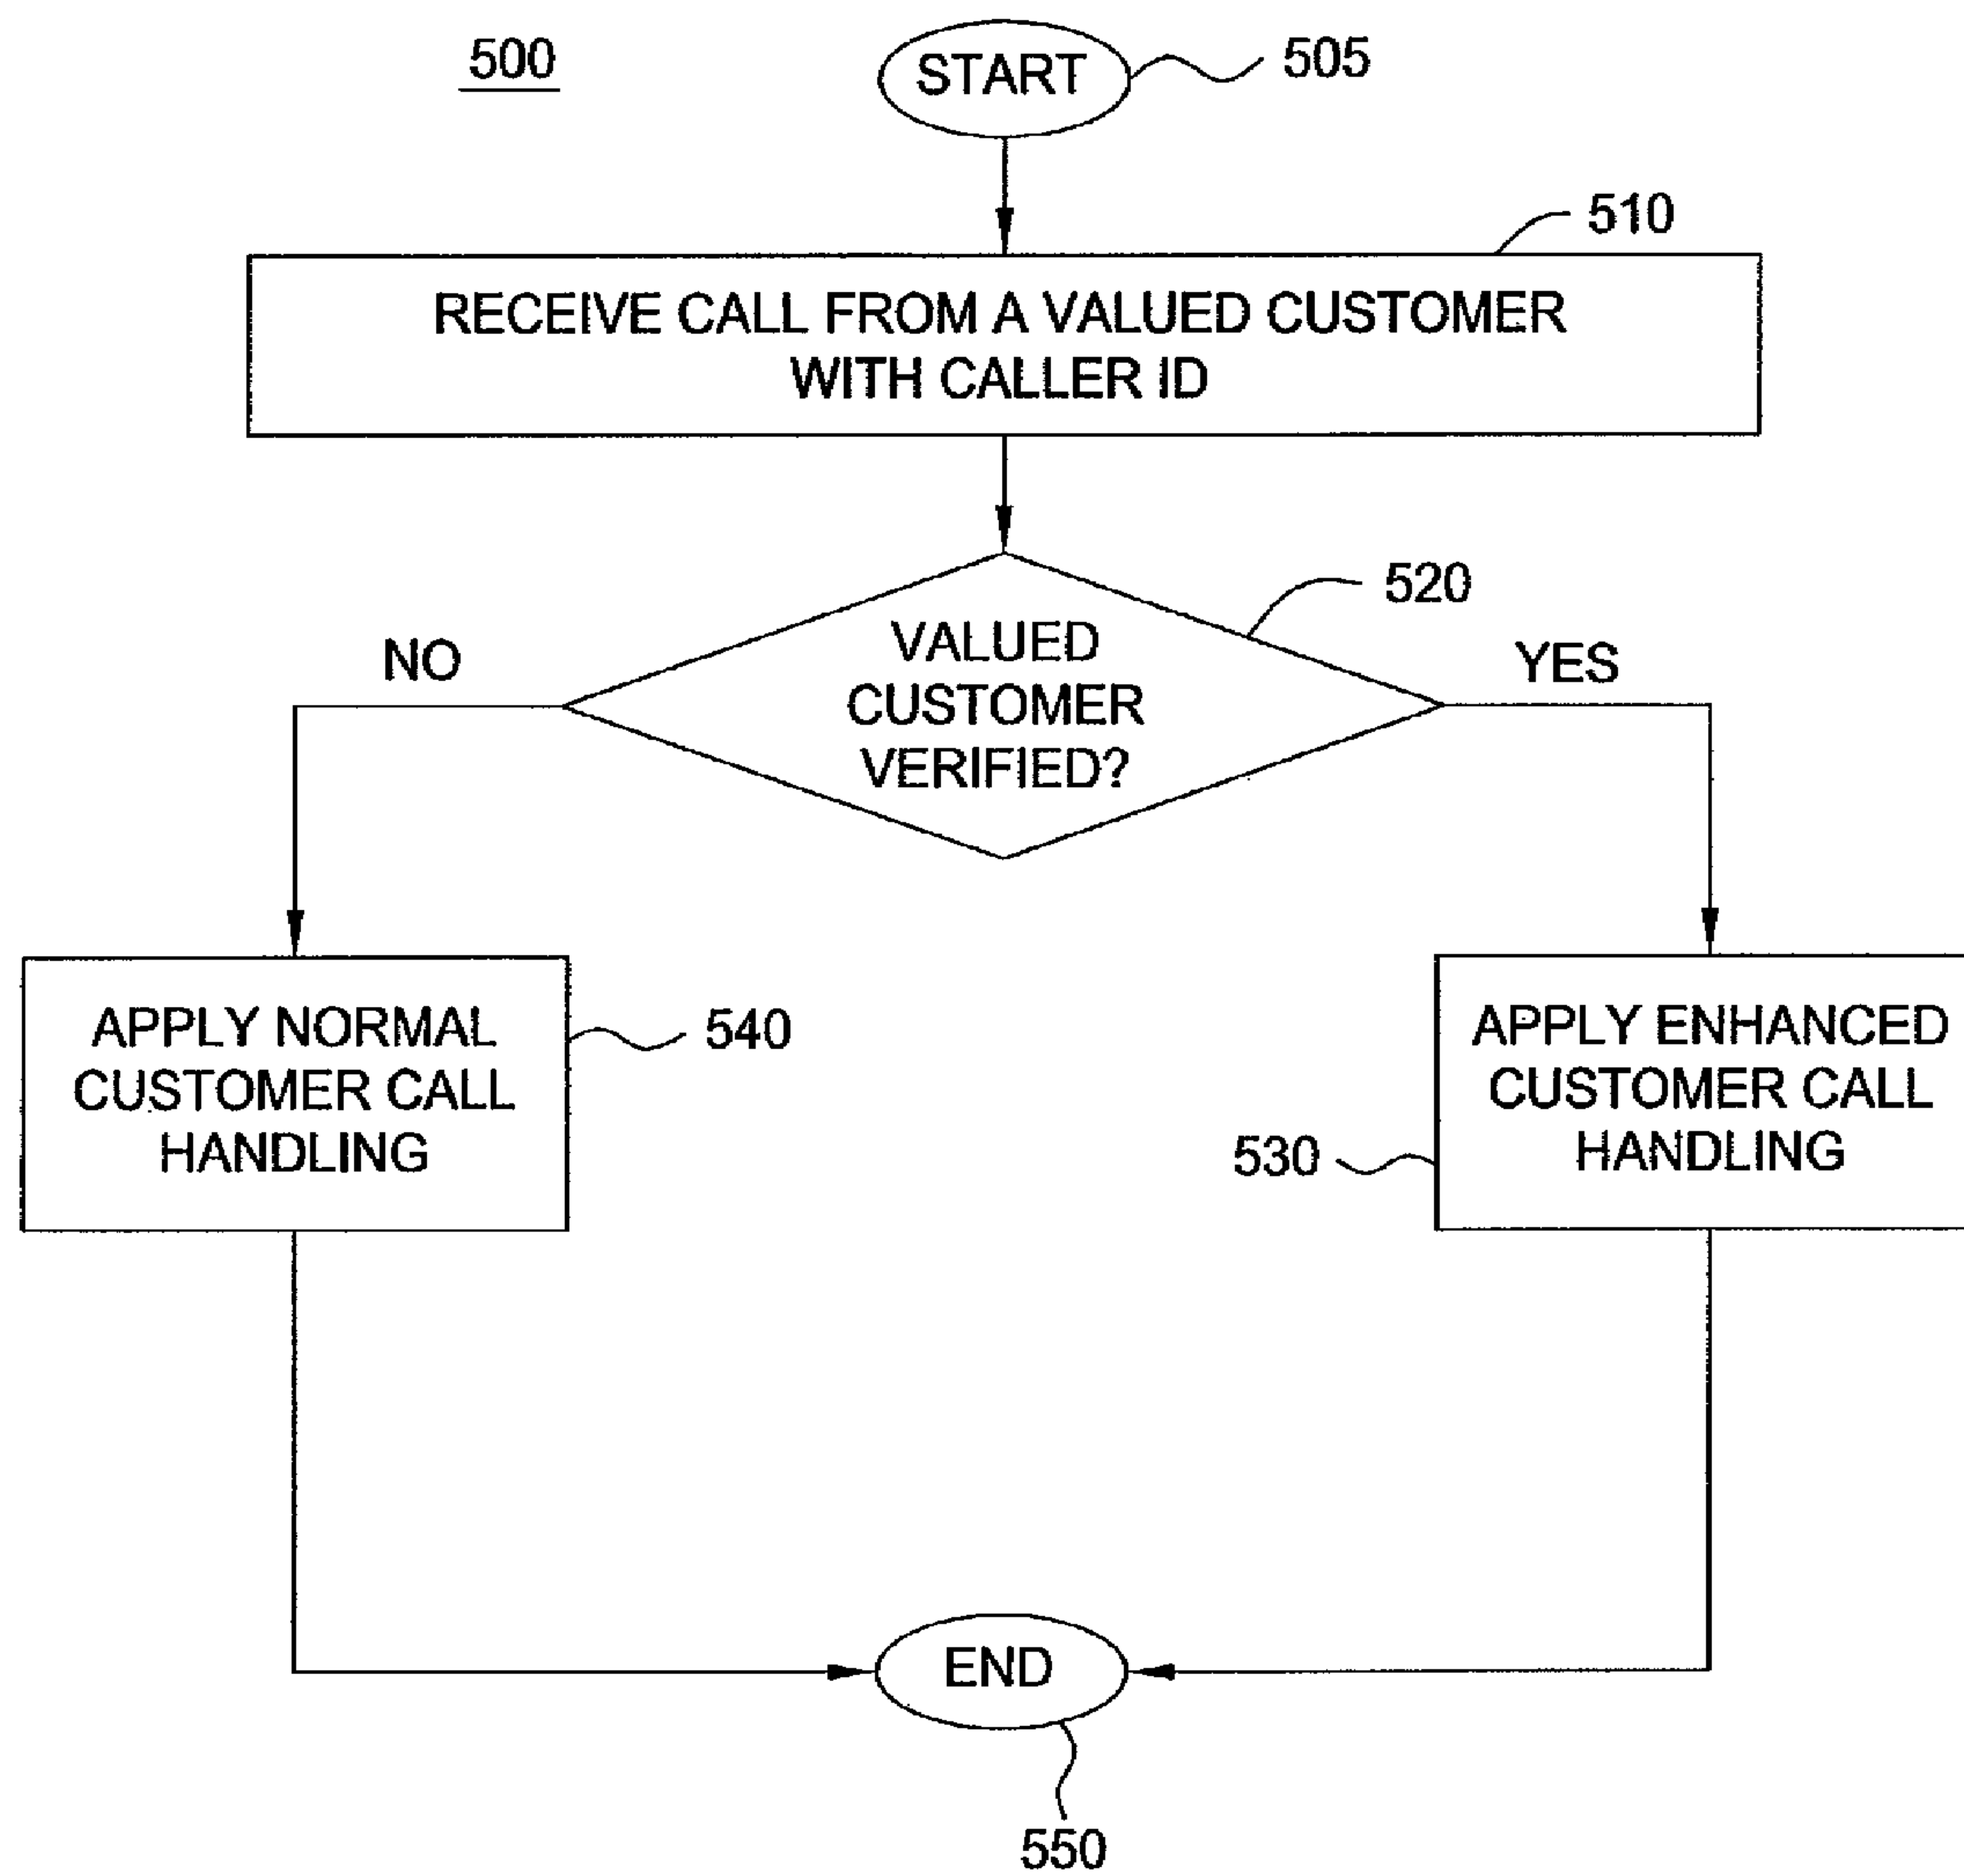 500
START
505
510
RECEIVE CALL FROM A VALUED CUSTOMER
WITH CALLER ID
520
NO
VALUED
CUSTOMER
VERIFIED?
YES
APPLY NORMAL
CUSTOMER CALL
HANDLING
540
APPLY ENHANCED
CUSTOMER CALL
HANDLING
530
END
550